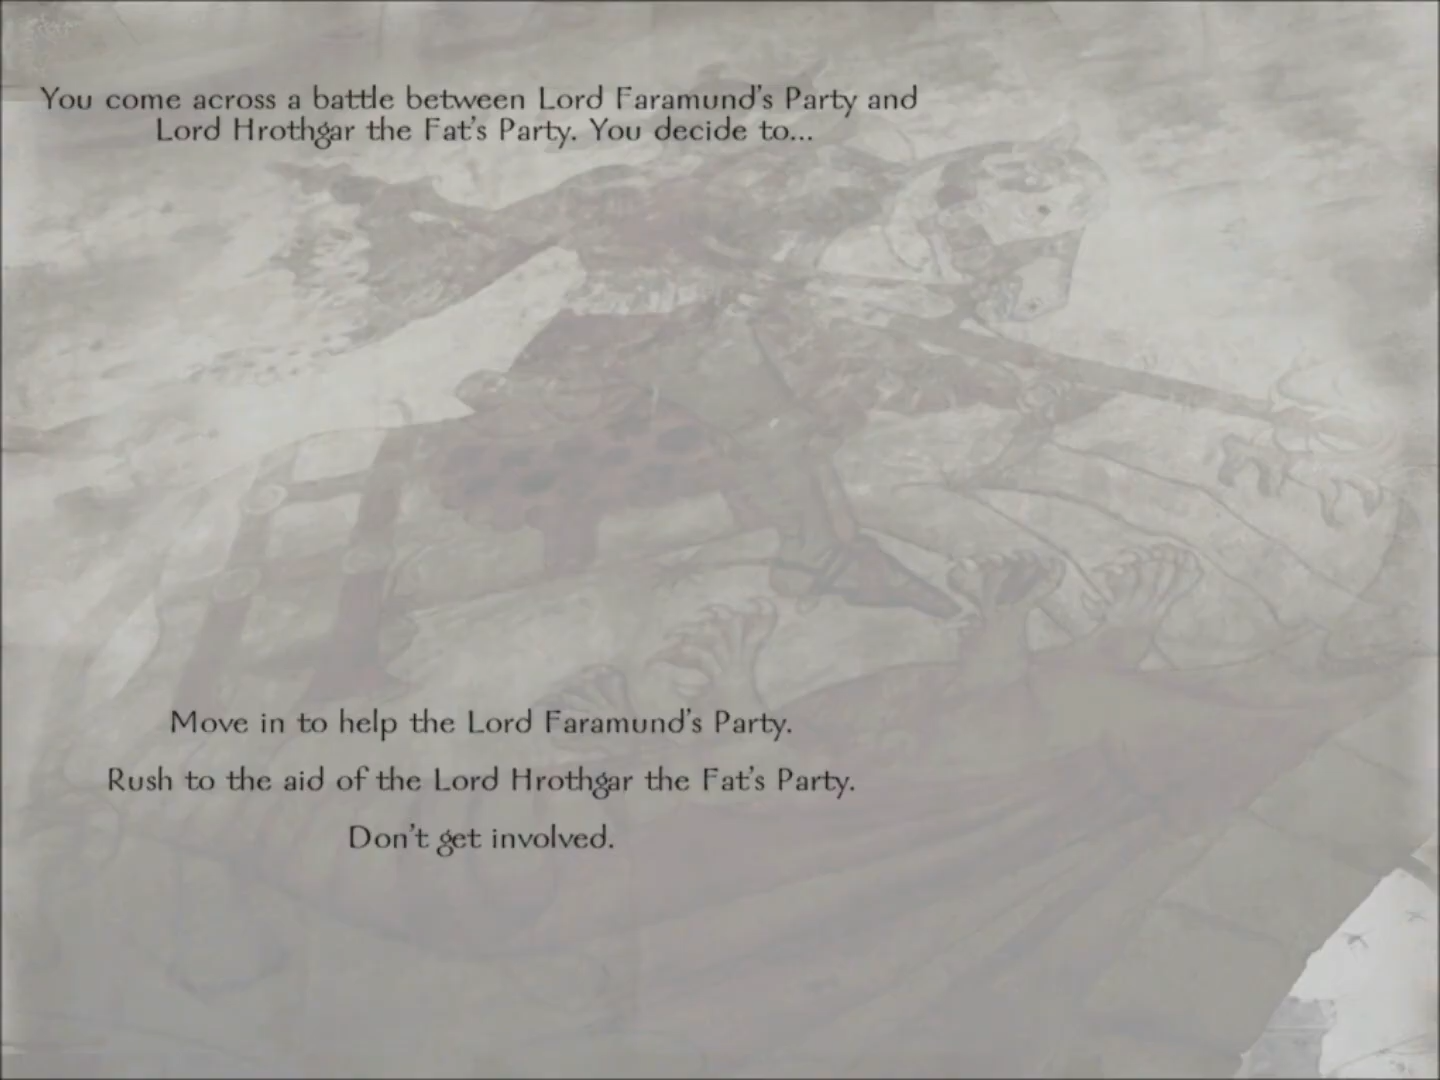 You come across a battle between Lord Faramund's Party and
Lord Hrothgar the Fat's Party. You decide to...
Move in to help the Lord Faramund's Party.
Rush to the aid of the Lord Hrothgar the Fat's Party.
Don't get involved.